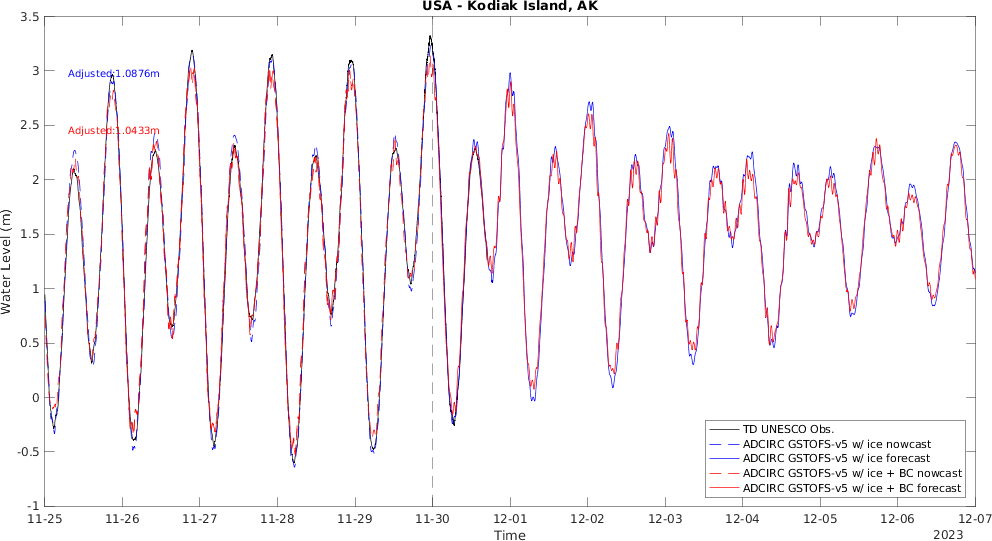 USA - Kodiak Island, AK
3.5
3
2.5
2
1.5
1
0.5
0
-0.5
-1
Water Level (m)
Adjusted:1.0876m
Adjusted:1.0433m
TD UNESCO Obs.
ADCIRC GSTOFS-v5 w/ ice nowcast
ADCIRC GSTOFS-v5 w/ ice forecast
ADCIRC GSTOFS-v5 w/ ice + BC nowcast
ADCIRC GSTOFS-v5 w/ ice + BC forecast
11-25 11-26 11-27 11-28 11-29 11-30 12-01 12-02 12-03 12-04 12-05 12-06 12-07
Time
2023